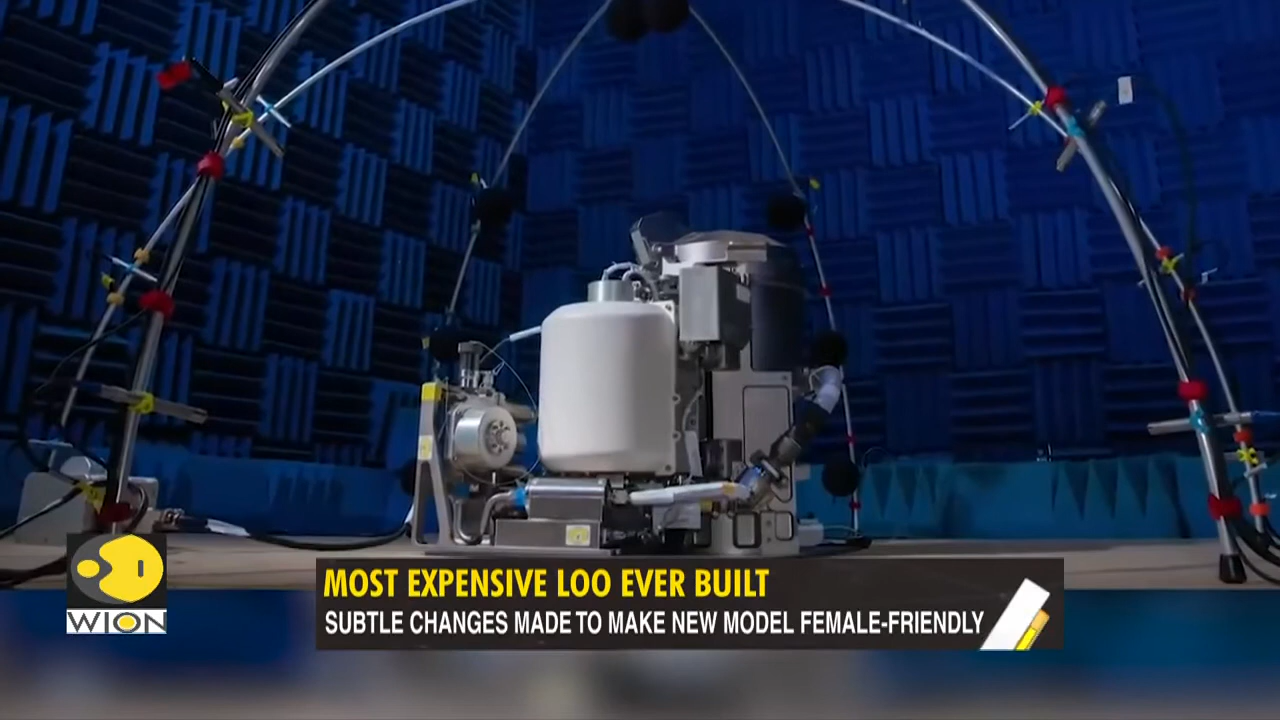 MOST EXPENSIVE LOO EVER BUILT
SUBTLE CHANGES MADE TO MAKE NEW MODEL FEMALE-FRIENDLY
WION